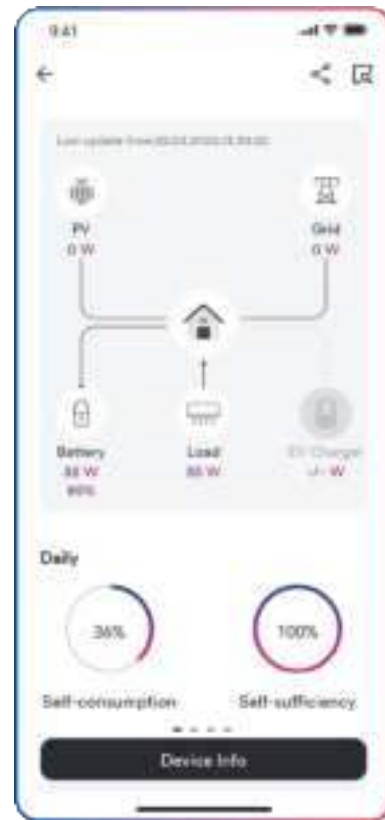 9:41
PV
0 W
Grid
0 W
Battery
W
Load
W
EV Charger
W
Daily
36%
100%
Self-consumption
Self-sufficiency
Device Info